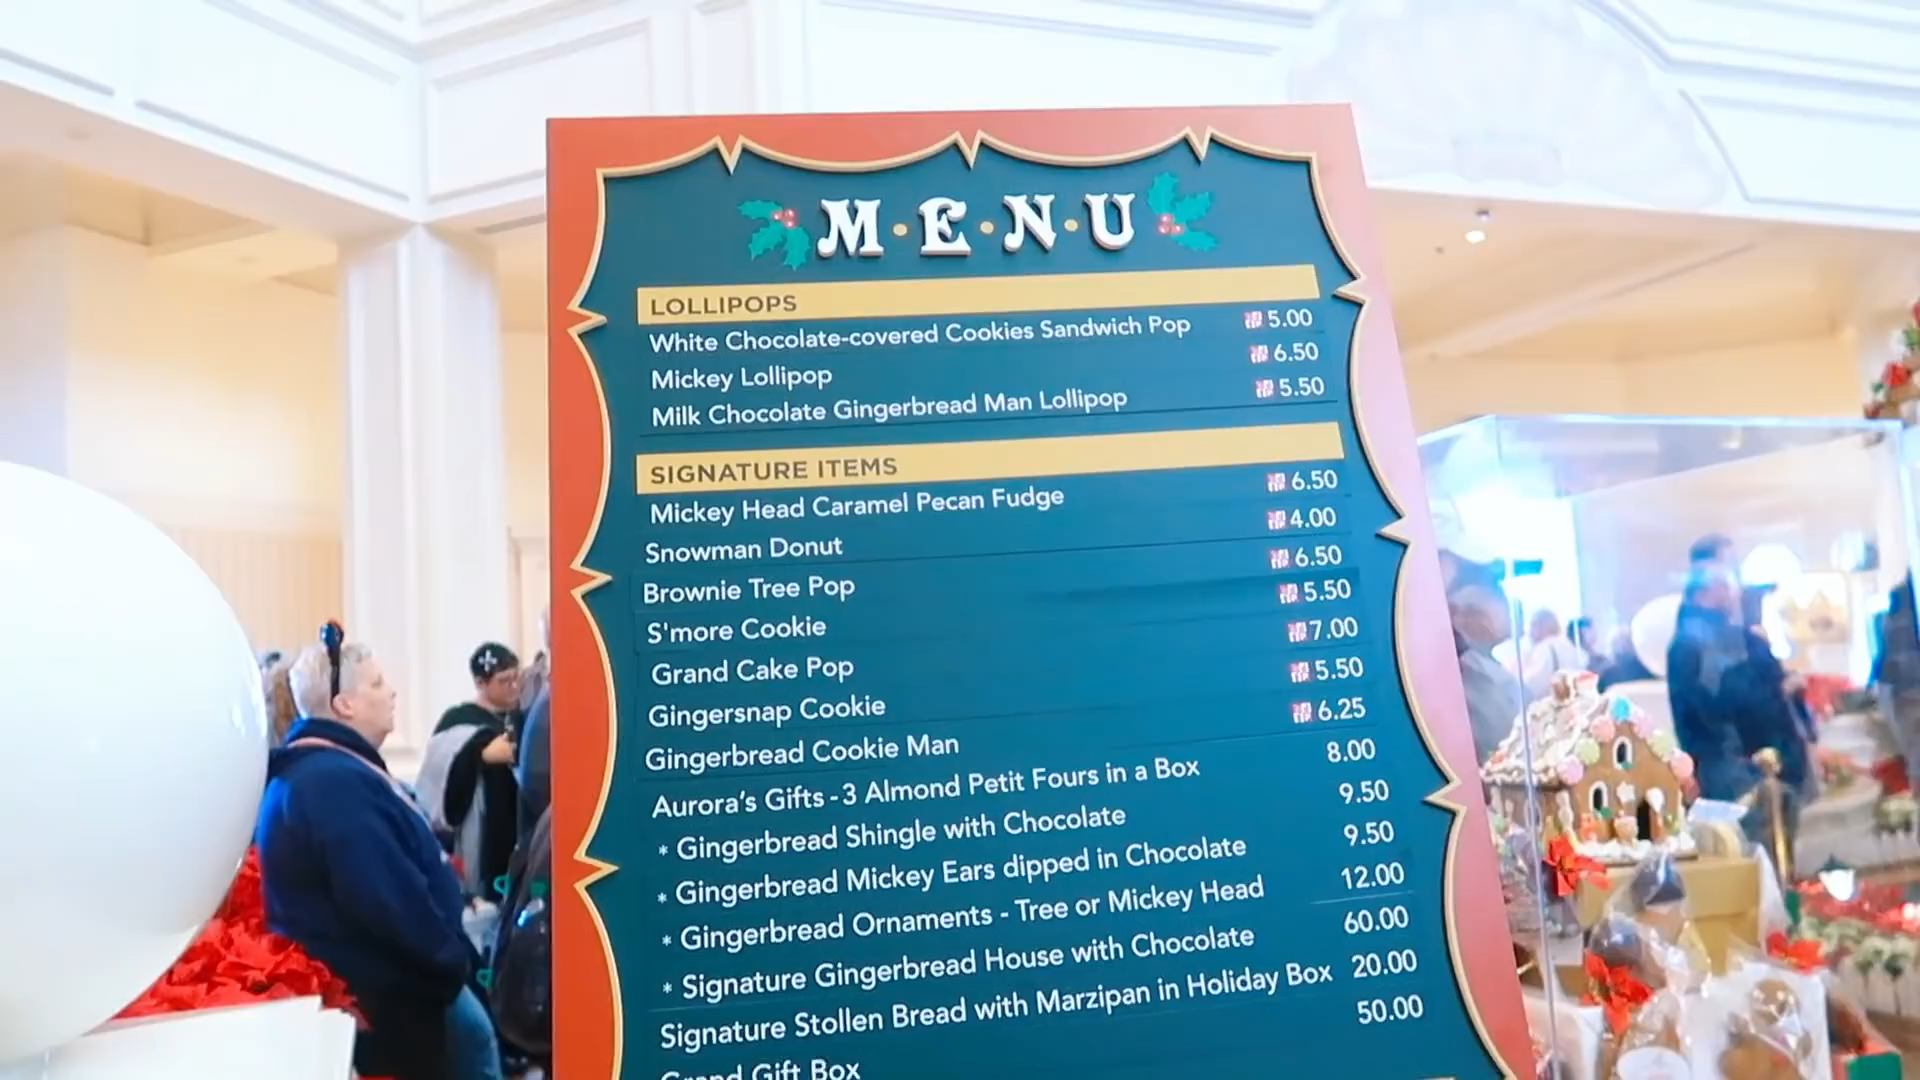 M·E·N·U
LOLLIPOPS
White Chocolate-covered Cookies Sandwich Pop 5.00
Mickey Lollipop 6.50
Milk Chocolate Gingerbread Man Lollipop 5.50
SIGNATURE ITEMS
Mickey Head Caramel Pecan Fudge 6.50
Snowman Donut 4.00
Brownie Tree Pop 6.50
S'more Cookie 5.50
Grand Cake Pop 7.00
Gingersnap Cookie 5.50
Gingerbread Cookie Man 6.25
Aurora's Gifts - 3 Almond Petit Fours in a Box 8.00
* Gingerbread Shingle with Chocolate 9.50
* Gingerbread Mickey Ears dipped in Chocolate 9.50
* Gingerbread Ornaments - Tree or Mickey Head 12.00
* Signature Gingerbread House with Chocolate 60.00
Signature Stollen Bread with Marzipan in Holiday Box 20.00
Grand Gift Box 50.00